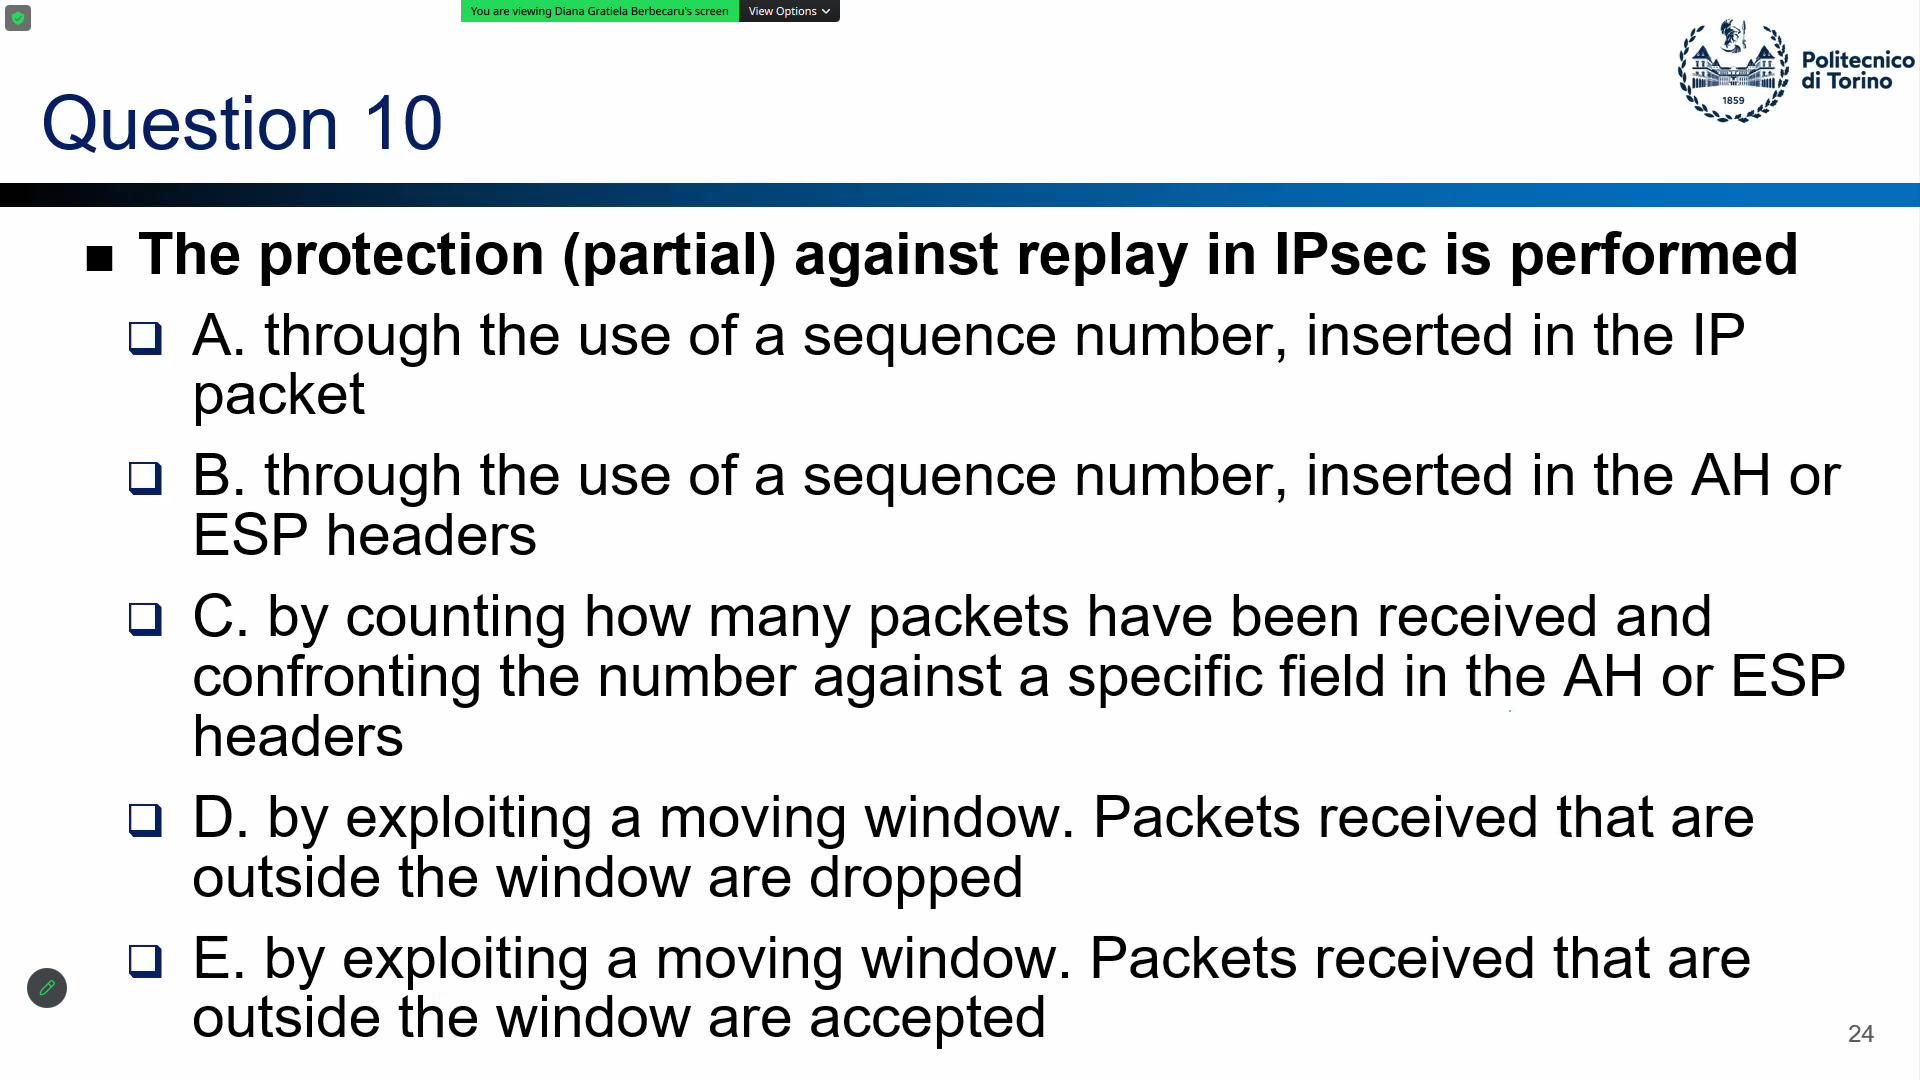 You are viewing Diana Gratiela Berbecaru's screen View Options
Politecnico
di Torino
1859
Question 10
The protection (partial) against replay in IPsec is performed
A. through the use of a sequence number, inserted in the IP
packet
B. through the use of a sequence number, inserted in the AH or
ESP headers
C. by counting how many packets have been received and
confronting the number against a specific field in the AH or ESP
headers
D. by exploiting a moving window. Packets received that are
outside the window are dropped
E. by exploiting a moving window. Packets received that are
outside the window are accepted
24